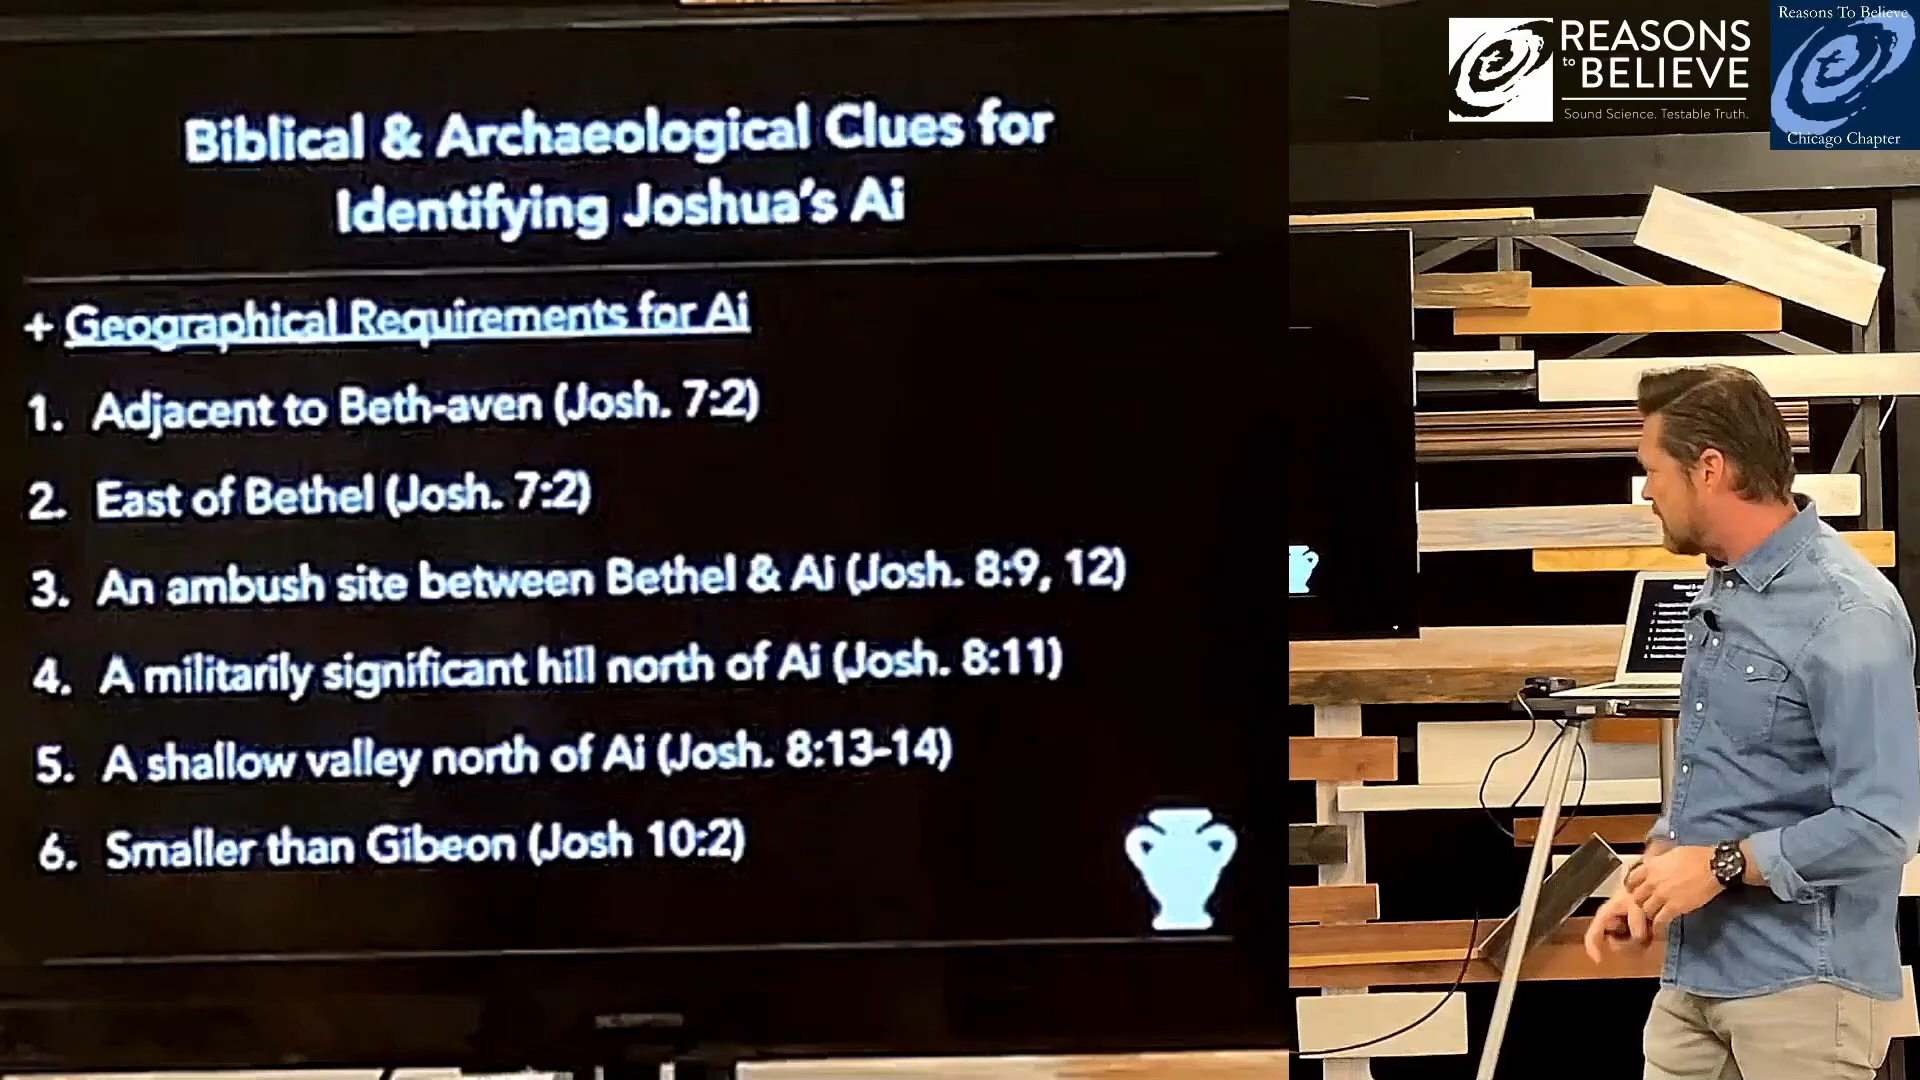 Biblical & Archaeological Clues for
Identifying Joshua's Ai
+ Geographical Requirements for Ai
1. Adjacent to Beth-aven (Josh. 7:2)
2. East of Bethel (Josh. 7:2)
3. An ambush site between Bethel & Ai (Josh. 8:9, 12)
4. A militarily significant hill north of Ai (Josh. 8:11)
5. A shallow valley north of Ai (Josh. 8:13-14)
6. Smaller than Gibeon (Josh 10:2)
REASONS
to BELIEVE
Sound Science. Testable Truth.
Reasons To Believe
Chicago Chapter